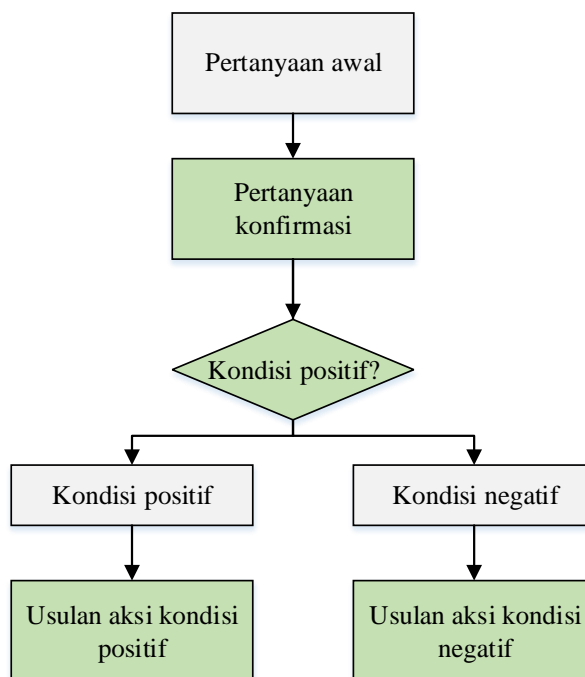 Pertanyaan awal
Pertanyaan
konfirmasi
Kondisi positif?
Kondisi positif
Kondisi negatif
Usulan aksi kondisi
positif
Usulan aksi kondisi
negatif